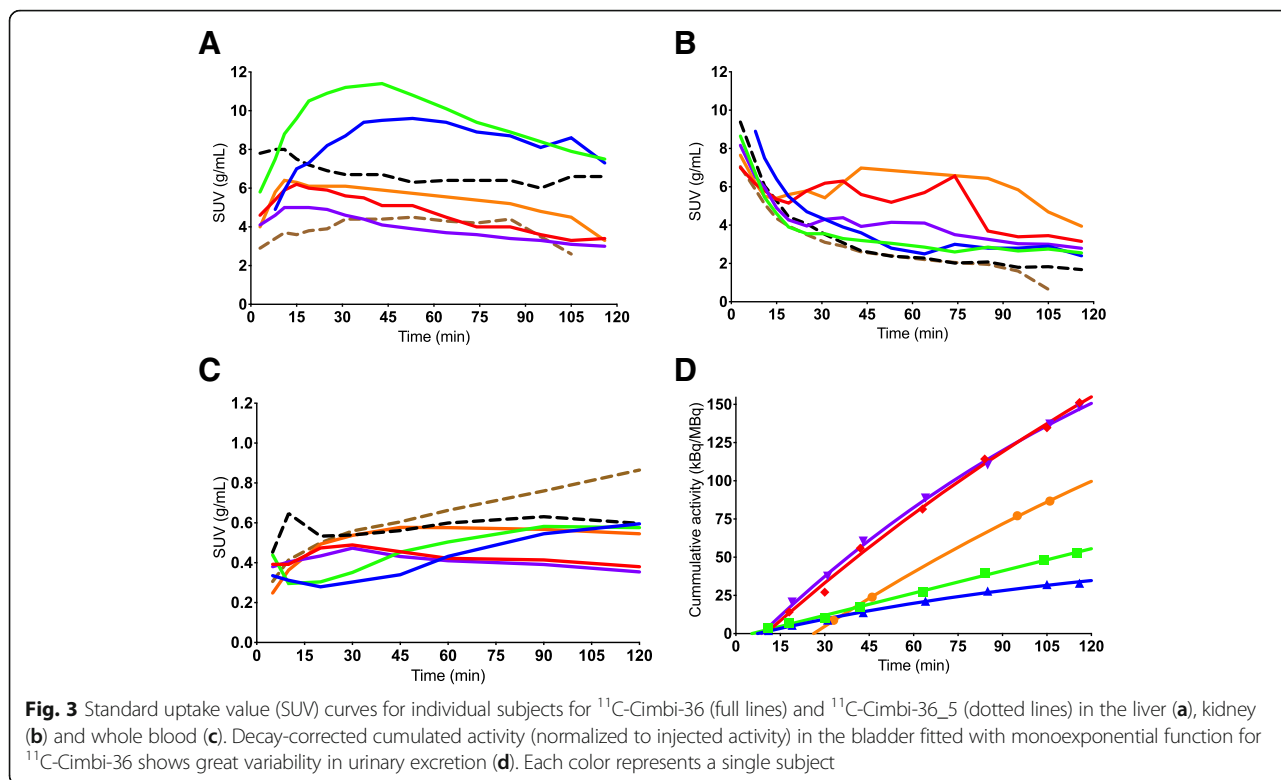 A
12
10
8
6
4
2
0
SUV (g/mL)
0 15 30 45 60 75 90 105 120
Time (min)
B
12
10
8
6
4
2
0
SUV (g/mL)
0 15 30 45 60 75 90 105 120
Time (min)
C
1.2
1.0
0.8
0.6
0.4
0.2
0.0
SUV (g/mL)
0 15 30 45 60 75 90 105 120
Time (min)
D
150
125
100
75
50
25
0
Cummulative activity (kBq/MBq)
0 15 30 45 60 75 90 105 120
Time (min)
Fig. 3 Standard uptake value (SUV) curves for individual subjects for ¹¹C-Cimbi-36 (full lines) and ¹¹C-Cimbi-36_5 (dotted lines) in the liver (a), kidney
(b) and whole blood (c). Decay-corrected cumulated activity (normalized to injected activity) in the bladder fitted with monoexponential function for
¹¹C-Cimbi-36 shows great variability in urinary excretion (d). Each color represents a single subject